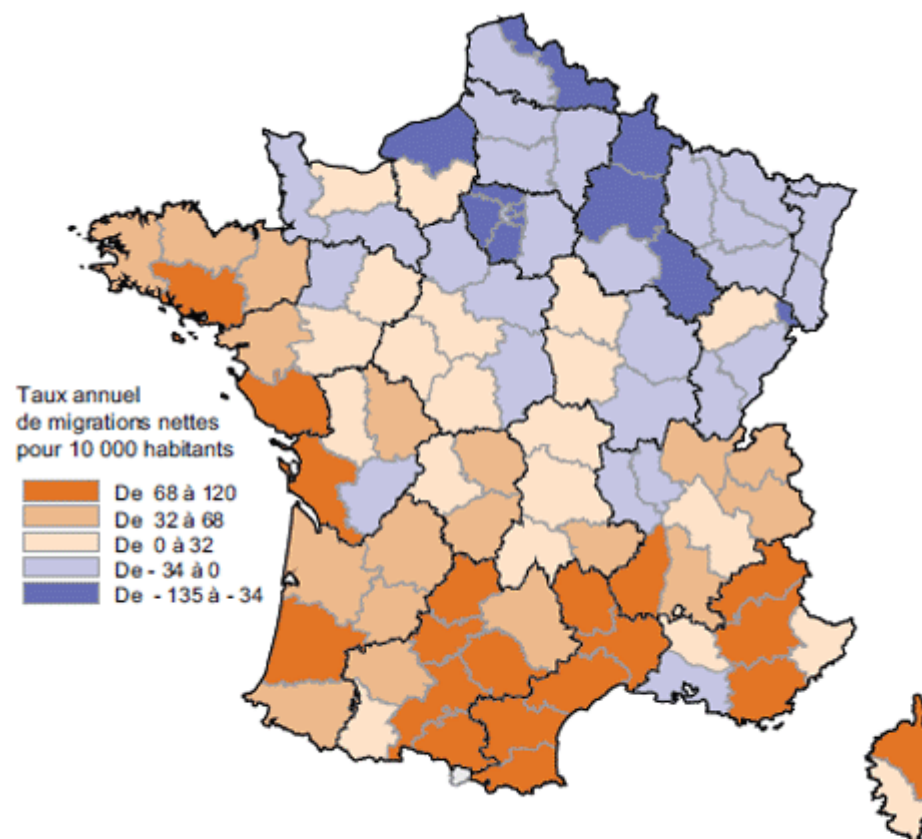 Taux annuel
de migrations nettes
pour 10 000 habitants
De 68 à 120
De 32 à 68
De 0 à 32
De - 34 à 0
De - 135 à - 34